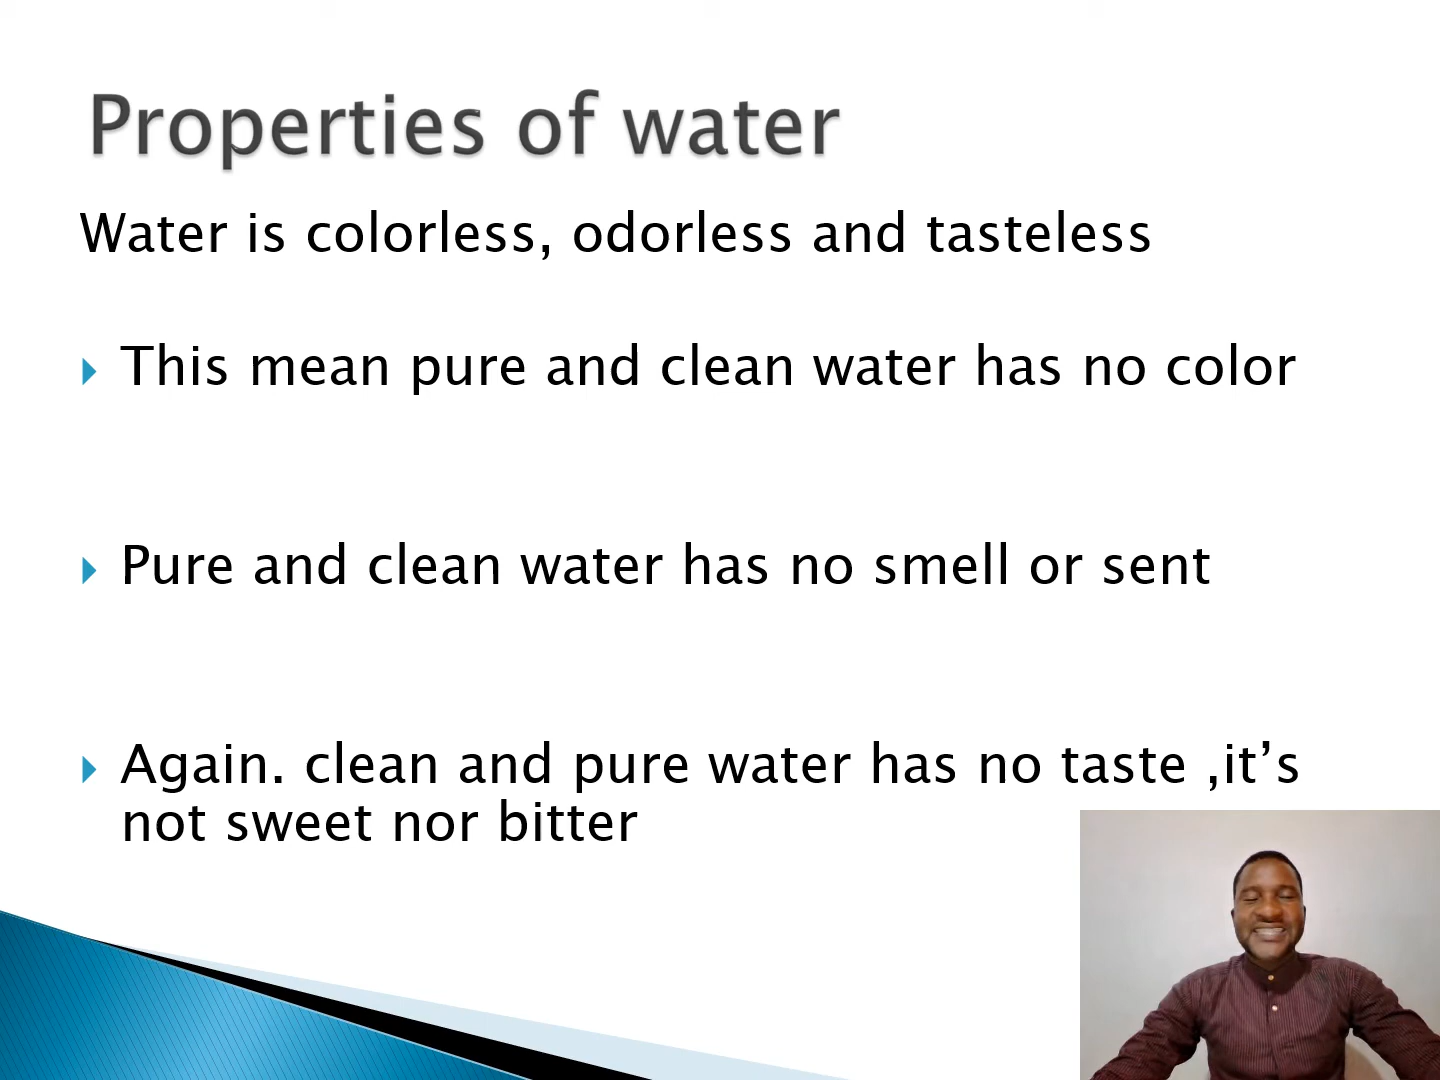 Properties of water
Water is colorless, odorless and tasteless
This mean pure and clean water has no color
Pure and clean water has no smell or sent
Again. clean and pure water has no taste ,it’s
not sweet nor bitter